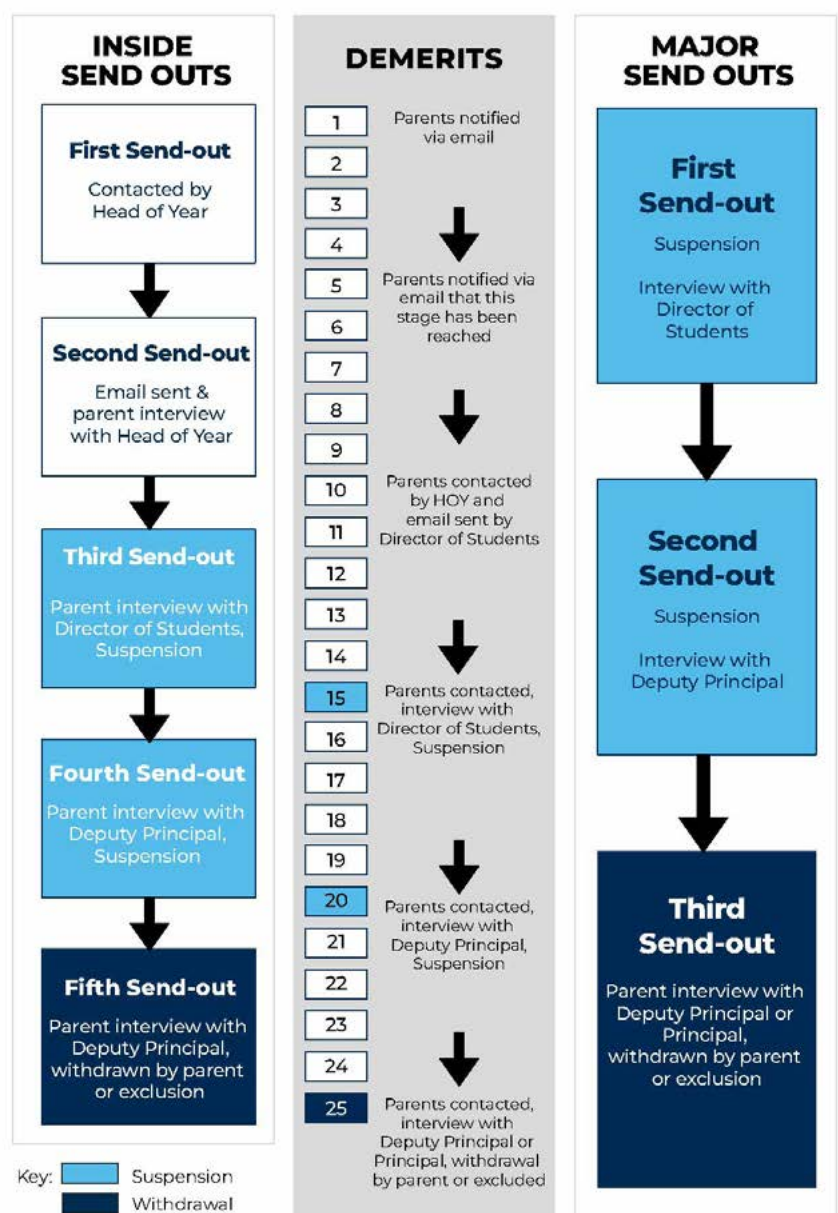 INSIDE
SEND OUTS
First Send-out
Contacted by
Head of Year
Second Send-out
Email sent &
parent interview
with Head of Year
Third Send-out
Parent interview with
Director of Students,
Suspension
Fourth Send-out
Parent interview with
Deputy Principal,
Suspension
Fifth Send-out
Parent interview with
Deputy Principal,
withdrawn by parent
or exclusion
Key:
Suspension
Withdrawal
DEMERITS
1
Parents notified
via email
2
3
4
5
Parents notified via
email that this
stage has been
reached
6
7
8
9
10
Parents contacted
by HOY and
email sent by
Director of Students
11
12
13
14
15
Parents contacted,
interview with
Director of Students,
Suspension
16
17
18
19
20
Parents contacted,
interview with
Deputy Principal,
Suspension
21
22
23
24
25
Parents contacted,
interview with
Deputy Principal or
Principal, withdrawal
by parent or excluded
MAJOR
SEND OUTS
First
Send-out
Suspension
Interview with
Director of
Students
Second
Send-out
Suspension
Interview with
Deputy Principal
Third
Send-out
Parent interview with
Deputy Principal or
Principal,
withdrawn by parent
or exclusion